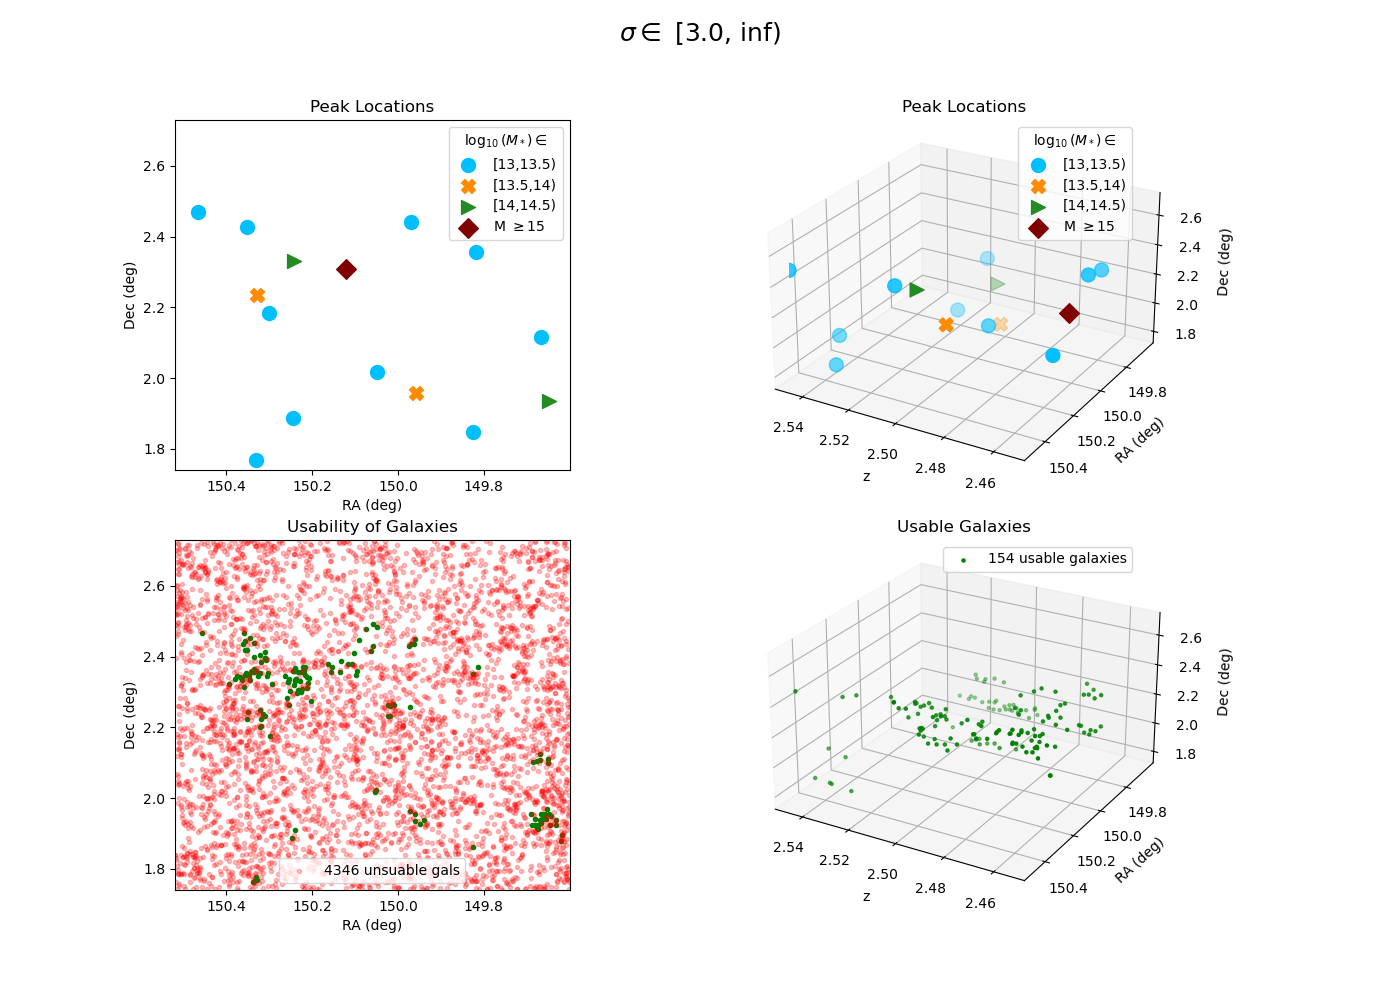 σ ∈ [3.0, inf)
Peak Locations
log₁₀(M*) ∈
[13,13.5)
[13.5,14)
[14,14.5)
M ≥15
2.6
2.4
2.2
2.0
1.8
Dec (deg)
150.4 150.2 150.0 149.8
RA (deg)
Peak Locations
log₁₀(M*) ∈
[13,13.5)
[13.5,14)
[14,14.5)
M ≥15
2.6
2.4
2.2
2.0
1.8
Dec (deg)
149.8
150.0
150.2
150.4
RA (deg)
2.54
2.52
2.50
2.48
2.46
z
Usability of Galaxies
2.6
2.4
2.2
2.0
1.8
Dec (deg)
4346 unsuable gals
150.4 150.2 150.0 149.8
RA (deg)
Usable Galaxies
154 usable galaxies
2.6
2.4
2.2
2.0
1.8
Dec (deg)
149.8
150.0
150.2
150.4
RA (deg)
2.54
2.52
2.50
2.48
2.46
z